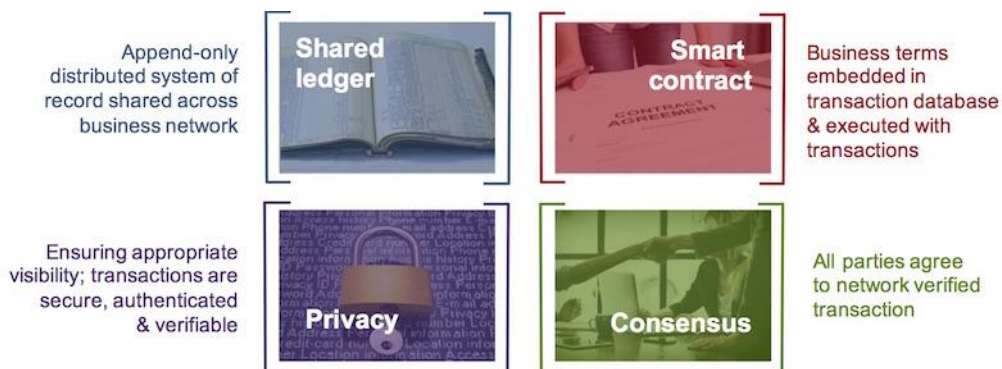 Append-only
distributed system of
record shared across
business network
Shared
ledger
Smart
contract
CONTRACT
AGREEMENT
Business terms
embedded in
transaction database
& executed with
transactions
Ensuring appropriate
visibility; transactions are
secure, authenticated
& verifiable
Privacy
Consensus
All parties agree
to network verified
transaction